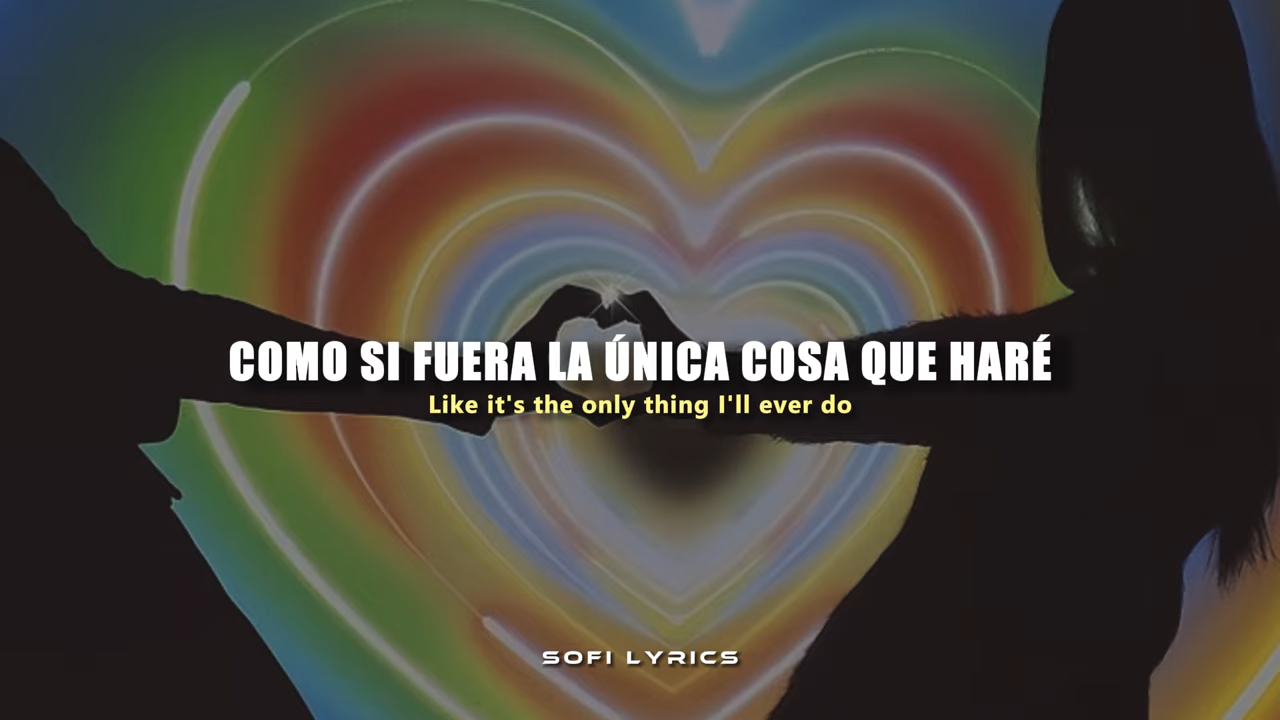 COMO SI FUERA LA ÚNICA COSA QUE HARÉ
Like it's the only thing I'll ever do
SOFI LYRICS